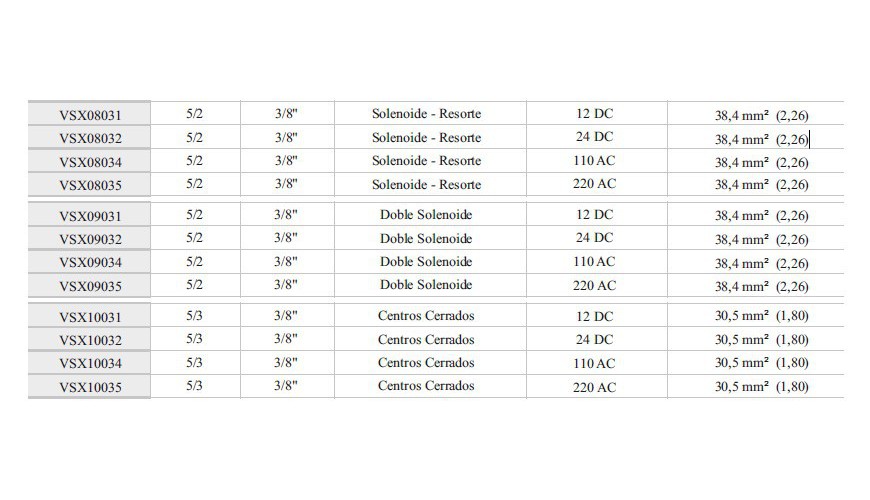 VSX08031 5/2 3/8" Solenoide - Resorte 12 DC 38,4 mm² (2,26)
VSX08032 5/2 3/8" Solenoide - Resorte 24 DC 38,4 mm² (2,26)
VSX08034 5/2 3/8" Solenoide - Resorte 110 AC 38,4 mm² (2,26)
VSX08035 5/2 3/8" Solenoide - Resorte 220 AC 38,4 mm² (2,26)
VSX09031 5/2 3/8" Doble Solenoide 12 DC 38,4 mm² (2,26)
VSX09032 5/2 3/8" Doble Solenoide 24 DC 38,4 mm² (2,26)
VSX09034 5/2 3/8" Doble Solenoide 110 AC 38,4 mm² (2,26)
VSX09035 5/2 3/8" Doble Solenoide 220 AC 38,4 mm² (2,26)
VSX10031 5/3 3/8" Centros Cerrados 12 DC 30,5 mm² (1,80)
VSX10032 5/3 3/8" Centros Cerrados 24 DC 30,5 mm² (1,80)
VSX10034 5/3 3/8" Centros Cerrados 110 AC 30,5 mm² (1,80)
VSX10035 5/3 3/8" Centros Cerrados 220 AC 30,5 mm² (1,80)